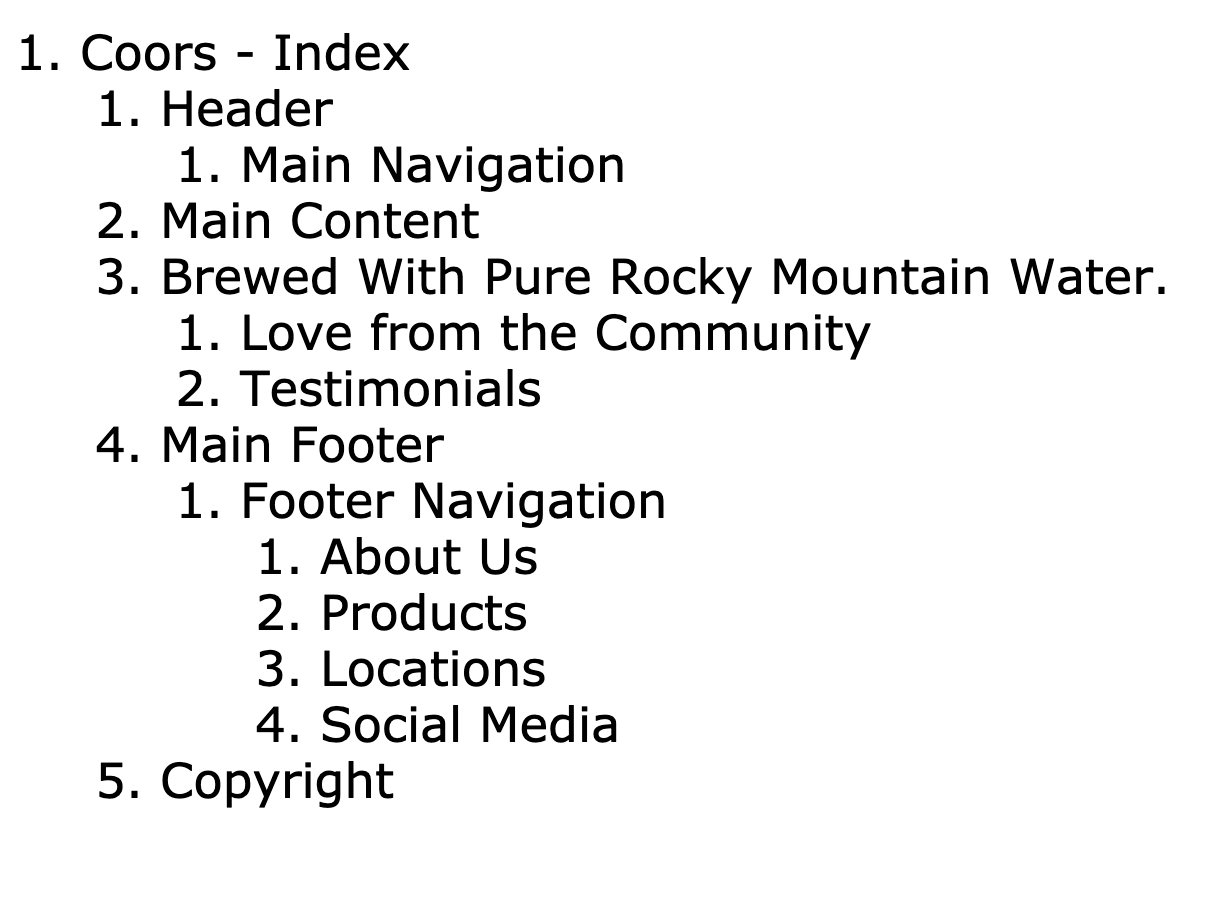 1. Coors - Index
1. Header
1. Main Navigation
2. Main Content
3. Brewed With Pure Rocky Mountain Water.
1. Love from the Community
2. Testimonials
4. Main Footer
1. Footer Navigation
1. About Us
2. Products
3. Locations
4. Social Media
5. Copyright